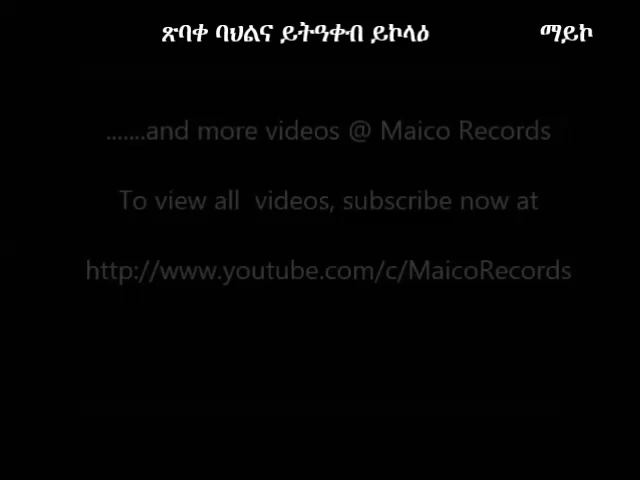 ጽባቀ ባህልና ይትዓቀብ ይኮላዕ ማይኮ
.......and more videos @ Maico Records
To view all videos, subscribe now at
http://www.youtube.com/c/MaicoRecords